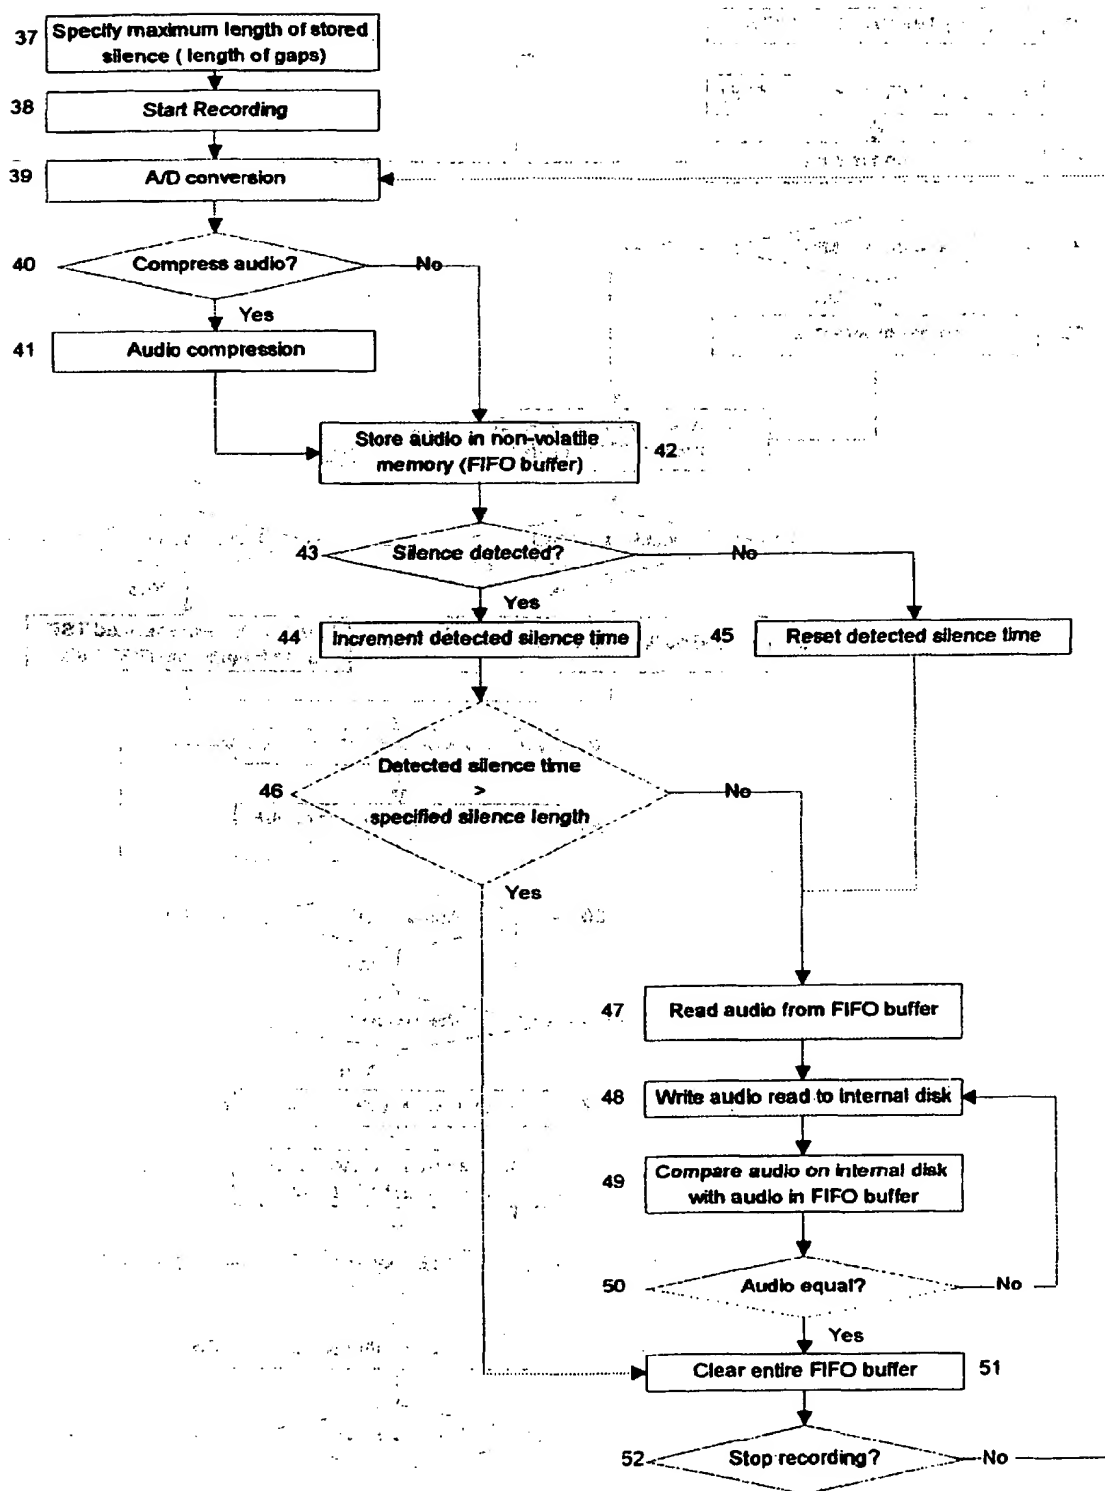 37 Specify maximum length of stored
silence ( length of gaps)
38 Start Recording
39 A/D conversion
40 Compress audio? No
Yes
41 Audio compression
Store audio in non-volatile
memory (FIFO buffer) 42
43 Silence detected? No
Yes
44 Increment detected silence time 45 Reset detected silence time
Detected silence time
46 > No
specified silence length
Yes
47 Read audio from FIFO buffer
48 Write audio read to internal disk
49 Compare audio on internal disk
with audio in FIFO buffer
50 Audio equal? No
Yes
Clear entire FIFO buffer 51
52 Stop recording? No